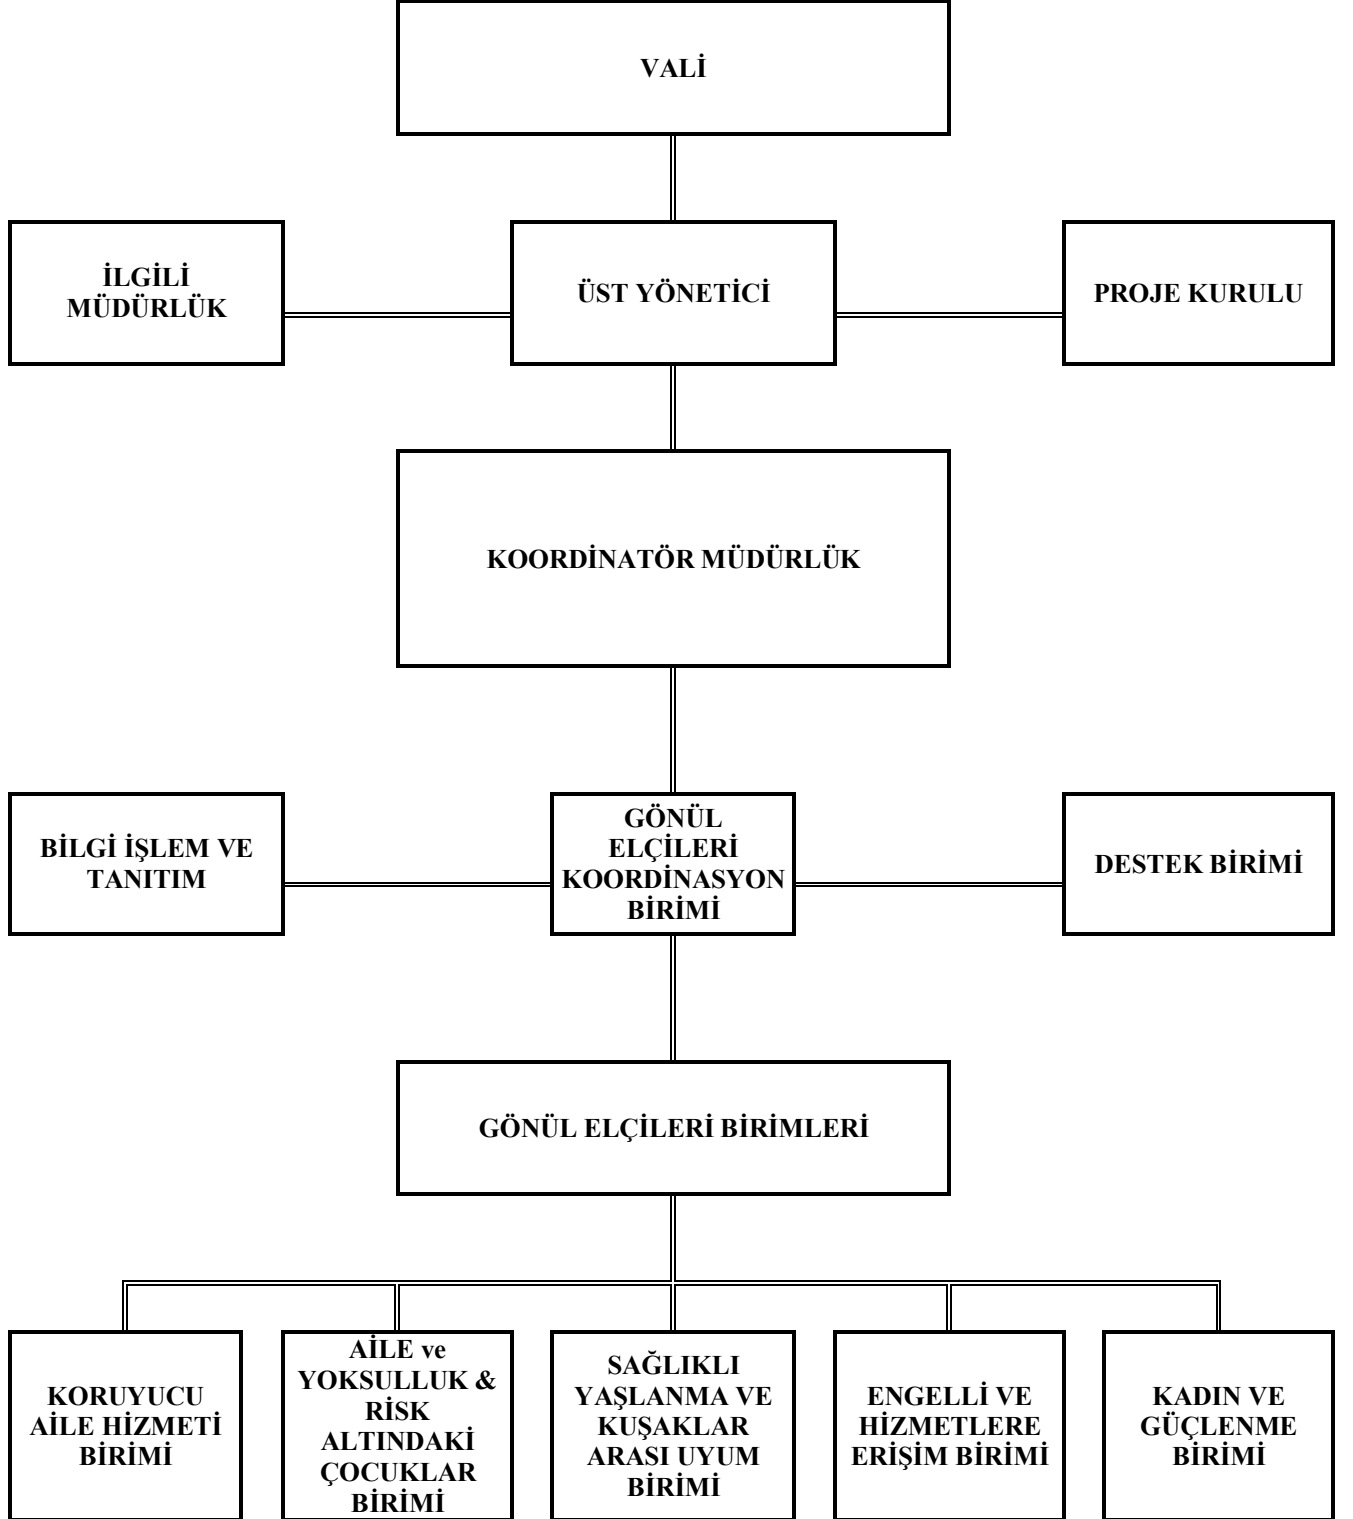 VALİ
İLGİLİ
MÜDÜRLÜK
ÜST YÖNETİCİ
PROJE KURULU
KOORDİNATÖR MÜDÜRLÜK
BİLGİ İŞLEM VE
TANITIM
GÖNÜL
ELÇİLERİ
KOORDİNASYON
BİRİMİ
DESTEK BİRİMİ
GÖNÜL ELÇİLERİ BİRİMLERİ
KORUYUCU
AİLE HİZMETİ
BİRİMİ
AİLE ve
YOKSULLUK &
RİSK
ALTINDAKİ
ÇOCUKLAR
BİRİMİ
SAĞLIKLI
YAŞLANMA VE
KUŞAKLAR
ARASI UYUM
BİRİMİ
ENGELLİ VE
HİZMETLERE
ERİŞİM BİRİMİ
KADIN VE
GÜÇLENME
BİRİMİ